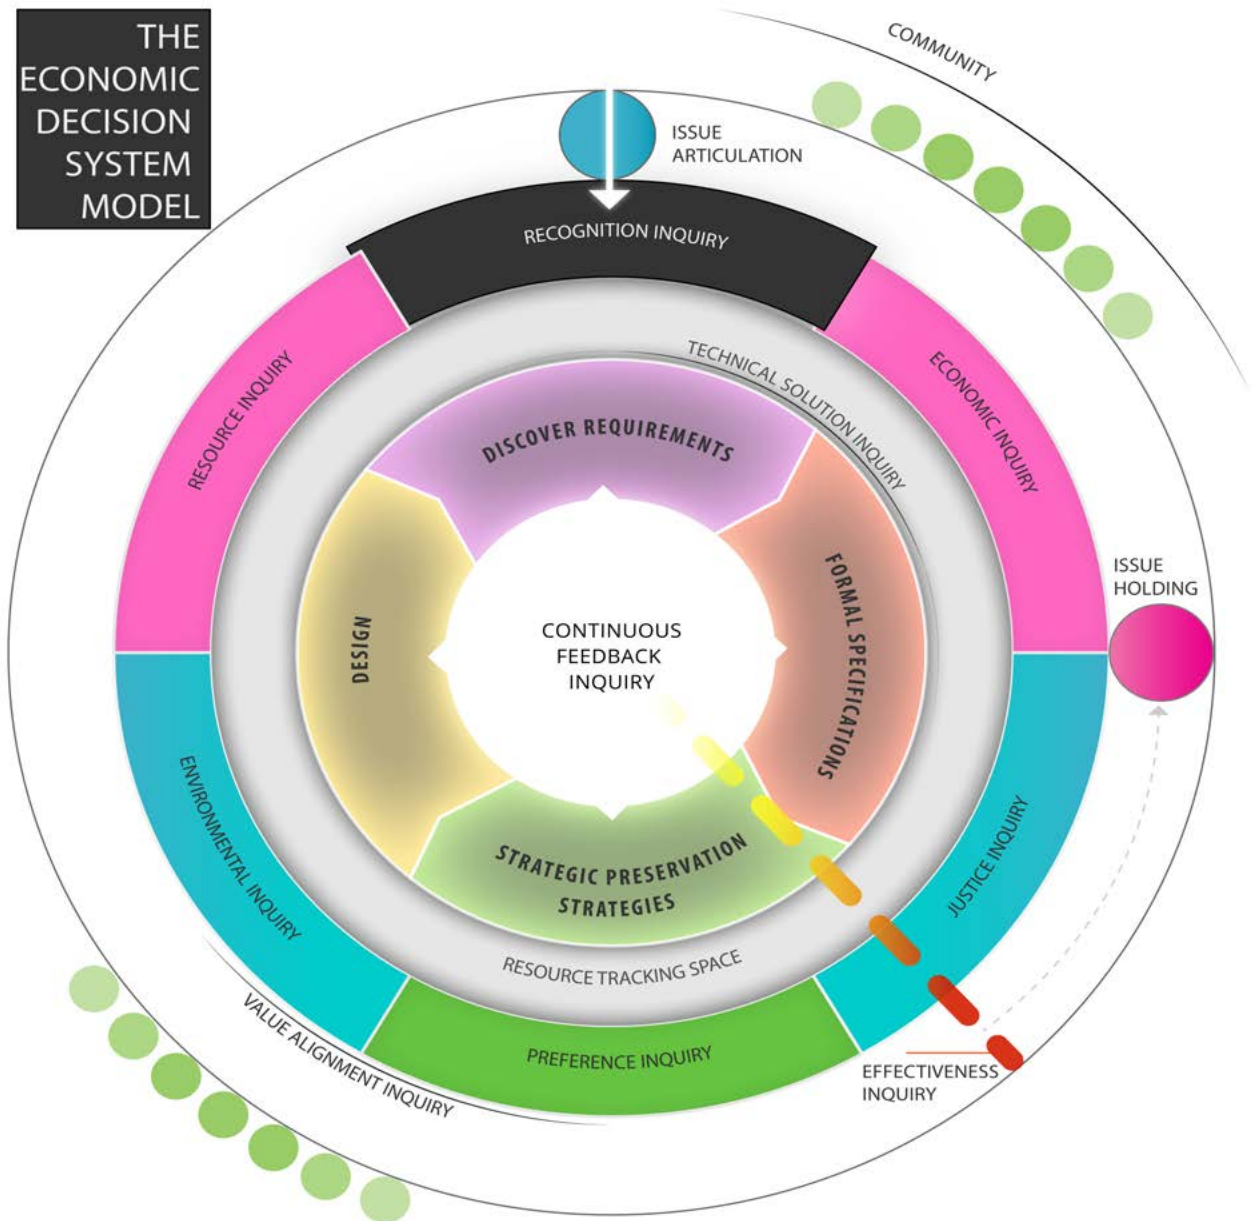 THE
ECONOMIC
DECISION
SYSTEM
MODEL
COMMUNITY
ISSUE
ARTICULATION
RECOGNITION INQUIRY
TECHNICAL SOLUTION INQUIRY
RESOURCE INQUIRY
ECONOMIC INQUIRY
DISCOVER REQUIREMENTS
FORMAL SPECIFICATIONS
ISSUE
HOLDING
DESIGN
CONTINUOUS
FEEDBACK
INQUIRY
ENVIRONMENTAL INQUIRY
JUSTICE INQUIRY
STRATEGIC PRESERVATION
STRATEGIES
RESOURCE TRACKING SPACE
VALUE ALIGNMENT INQUIRY
PREFERENCE INQUIRY
EFFECTIVENESS
INQUIRY